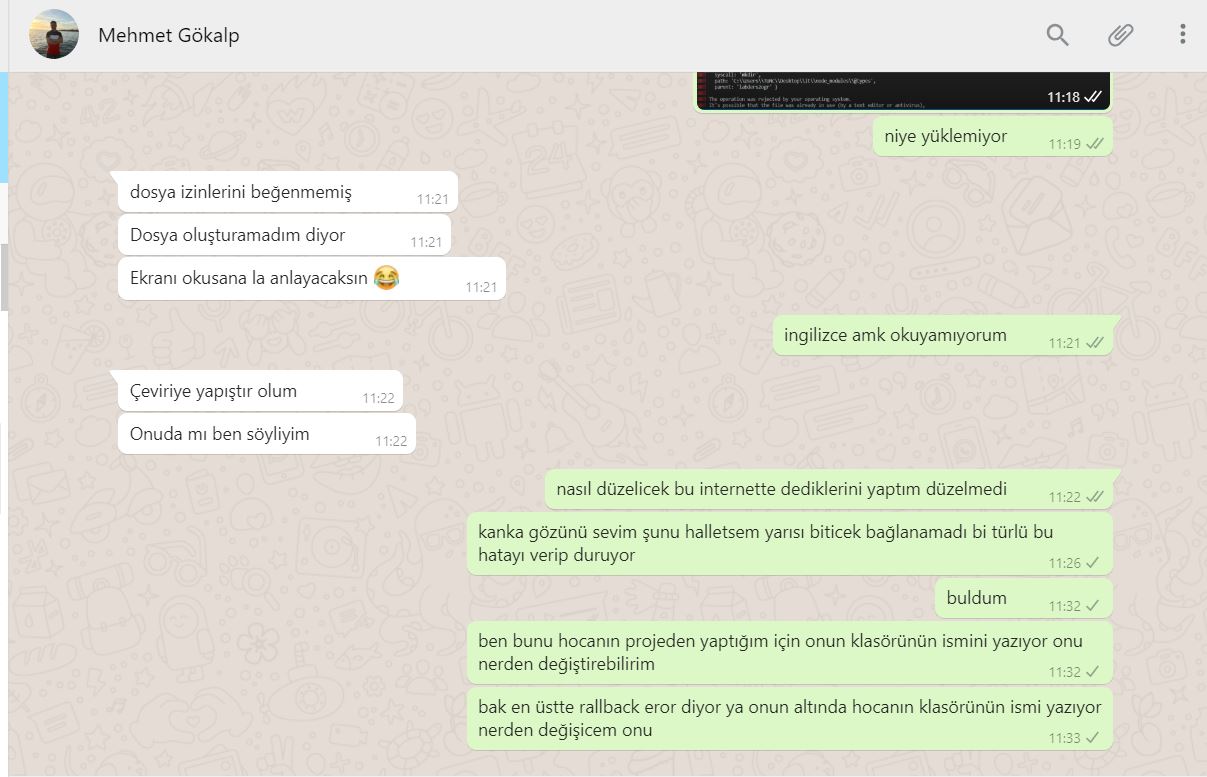 Mehmet Gökalp
syscall: 'mkdir',
path: 'C:\\Users\\
parent: 'labders2ogr' }
The operation was rejected by your operating system.
It's possible that the file was already in use (by a text editor or antivirus),
11:18
niye yüklemiyor
11:19
dosya izinlerini beğenmemiş
11:21
Dosya oluşturamadım diyor
11:21
Ekranı okusana la anlayacaksın 😂
11:21
ingilizce amk okuyamıyorum
11:21
Çeviriye yapıştır olum
11:22
Onuda mı ben söyliyim
11:22
nasıl düzelicek bu internette dediklerini yaptım düzelmedi
11:22
kanka gözünü sevim şunu halletsem yarısı biticek bağlanamadı bi türlü bu
hatayı verip duruyor
11:26
buldum
11:32
ben bunu hocanın projeden yaptığım için onun klasörünün ismini yazıyor onu
nerden değiştirebilirim
11:32
bak en üstte rallback eror diyor ya onun altında hocanın klasörünün ismi yazıyor
nerden değişicem onu
11:33